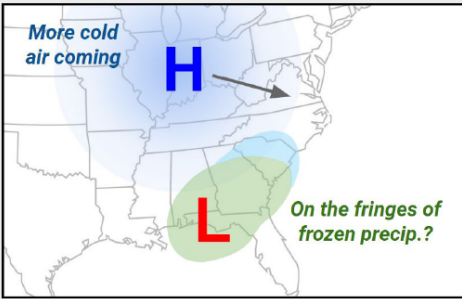 More cold
air coming
H
L
On the fringes of
frozen precip.?